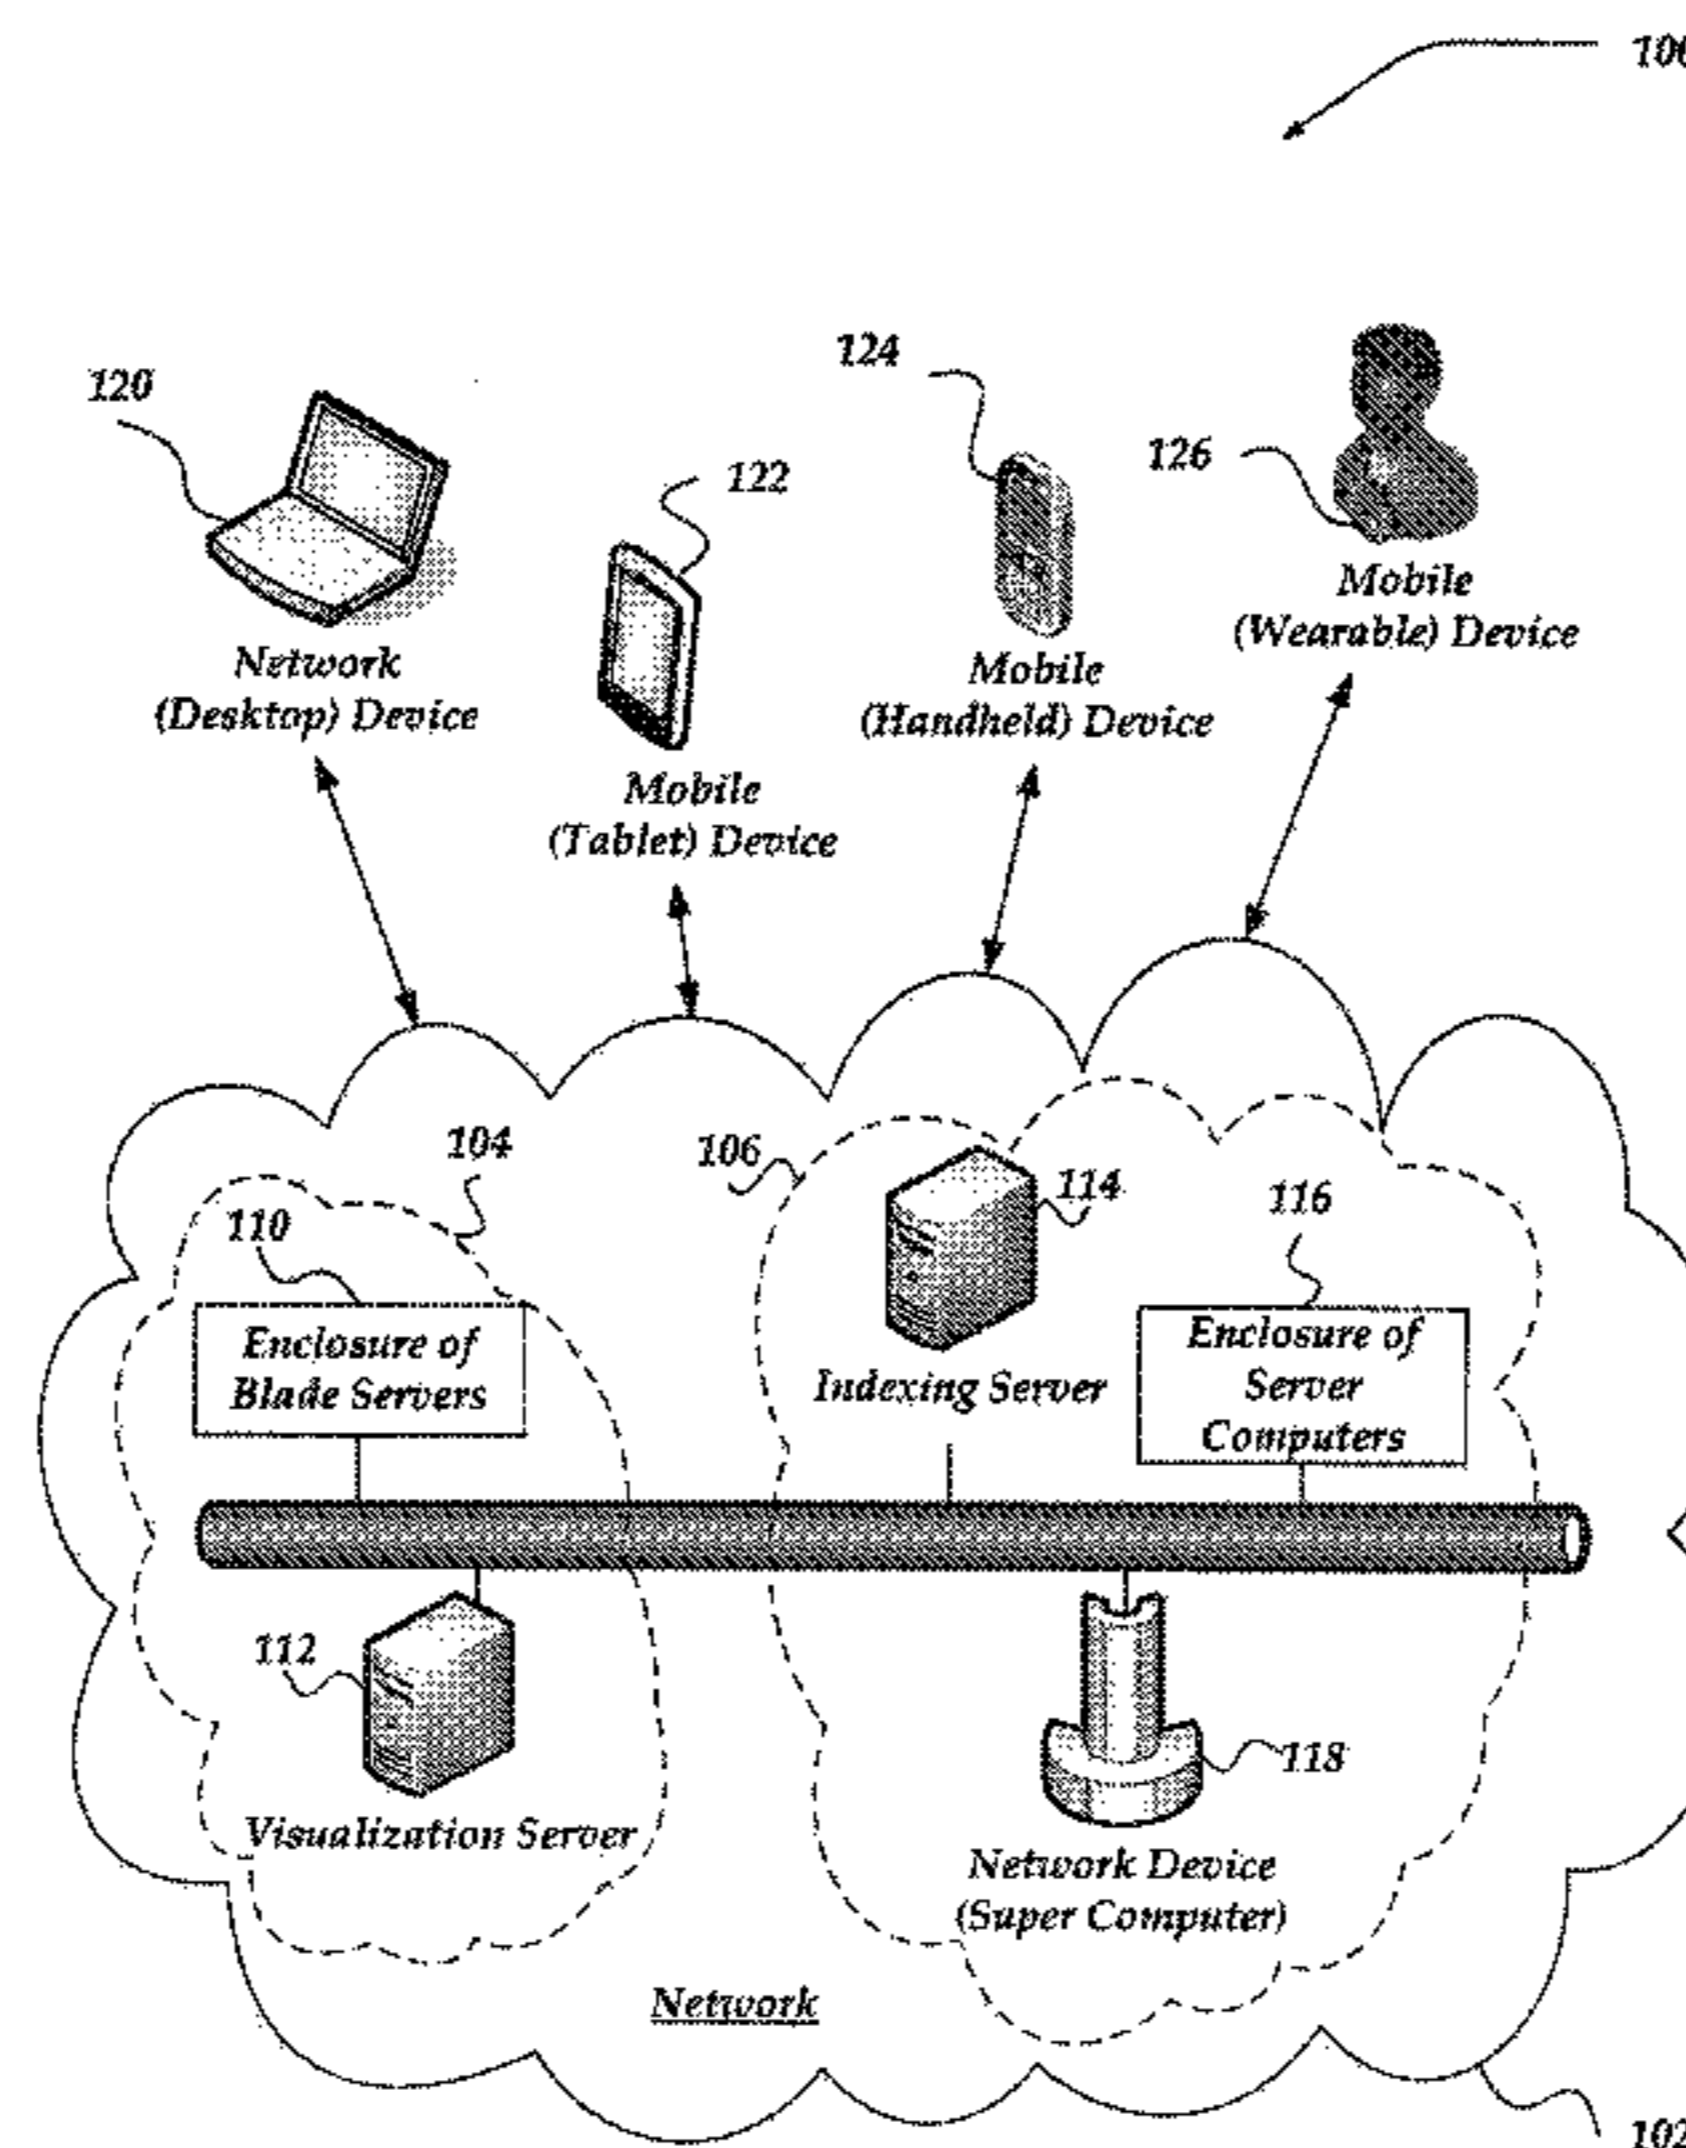 100
124
120
126
122
Mobile
(Wearable) Device
Network
(Desktop) Device
Mobile
(Handheld) Device
Mobile
(Tablet) Device
104
106
114
116
110
Enclosure of
Blade Servers
Indexing Server
Enclosure of
Server
Computers
112
118
Visualization Server
Network Device
(Super Computer)
Network
102